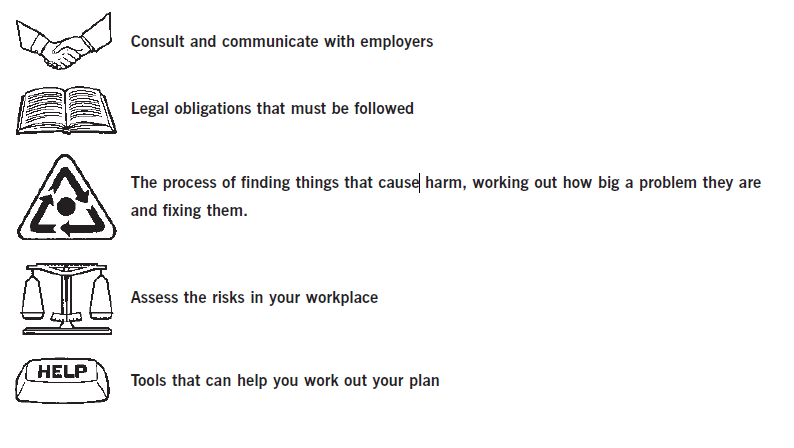 Consult and communicate with employers
Legal obligations that must be followed
The process of finding things that cause harm, working out how big a problem they are
and fixing them.
Assess the risks in your workplace
HELP
Tools that can help you work out your plan